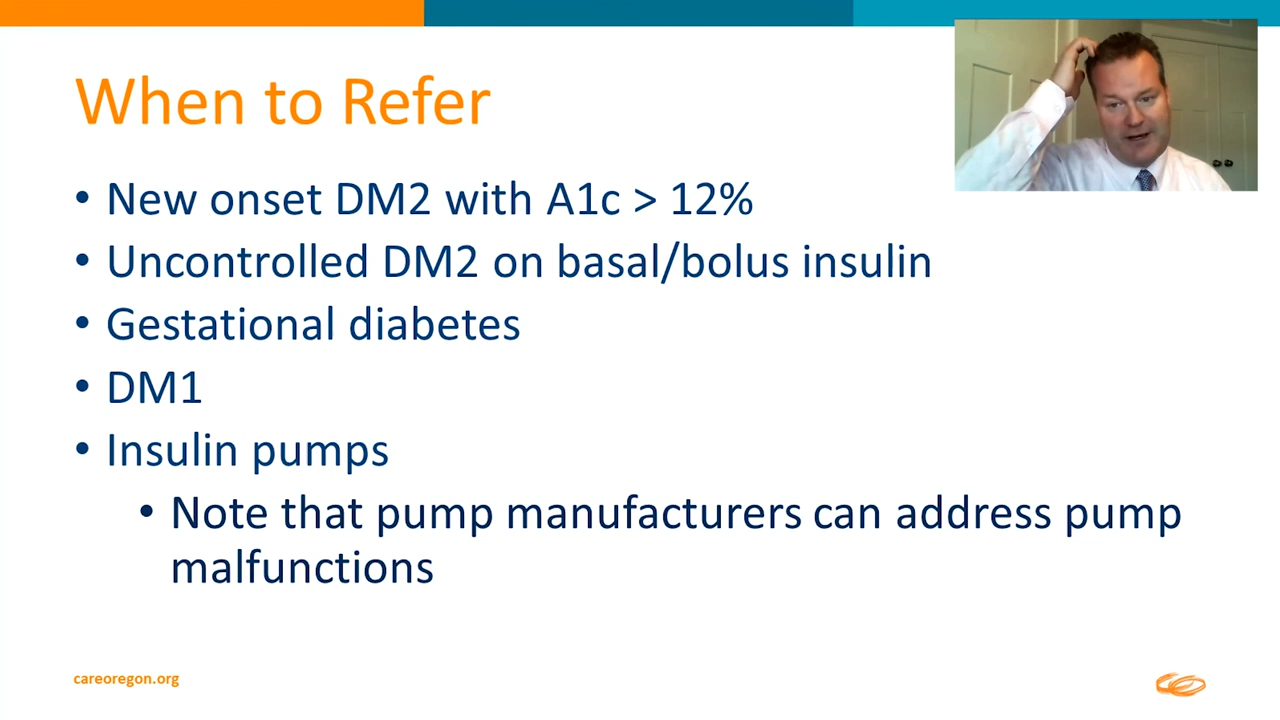 When to Refer
• New onset DM2 with A1c > 12%
• Uncontrolled DM2 on basal/bolus insulin
• Gestational diabetes
• DM1
• Insulin pumps
• Note that pump manufacturers can address pump
malfunctions
careoregon.org